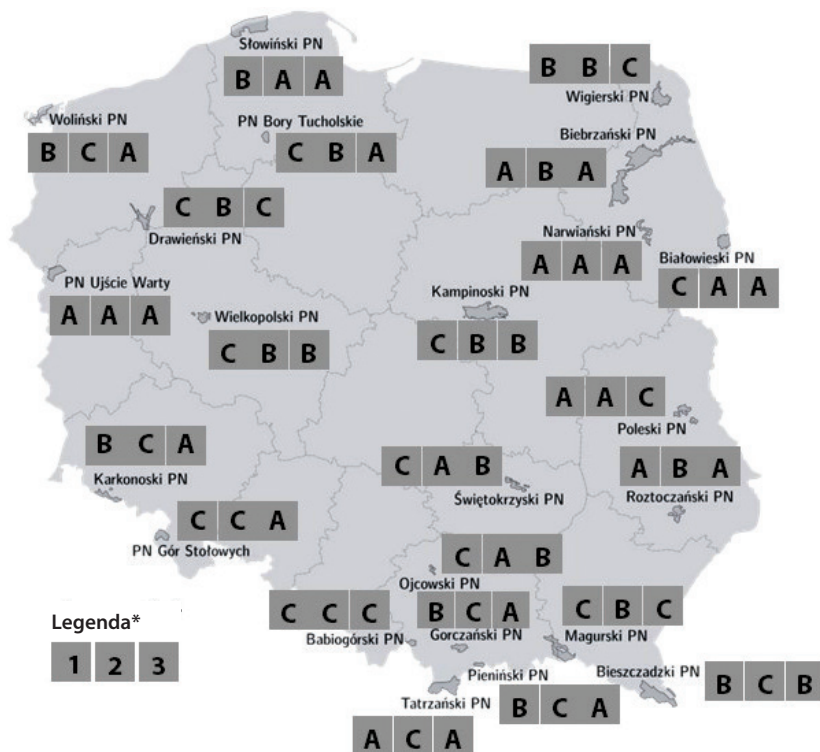 Słowiński PN
B A A
B B C
Wigierski PN
Woliński PN
B C A
PN Bory Tucholskie
C B A
Biebrzański PN
A B A
C B C
Drawieński PN
Narwiański PN
A A A
Białowieski PN
C A A
PN Ujście Warty
A A A
Wielkopolski PN
C B B
Kampinoski PN
C B B
A A C
Poleski PN
B C A
Karkonoski PN
C A B
Świętokrzyski PN
A B A
Roztoczański PN
C C A
PN Gór Stołowych
C A B
Ojcowski PN
C C C
Babiogórski PN
B C A
Gorczański PN
C B C
Magurski PN
Legenda*
1 2 3
Pieniński PN
B C A
Bieszczadzki PN
B C B
Tatrzański PN
A C A